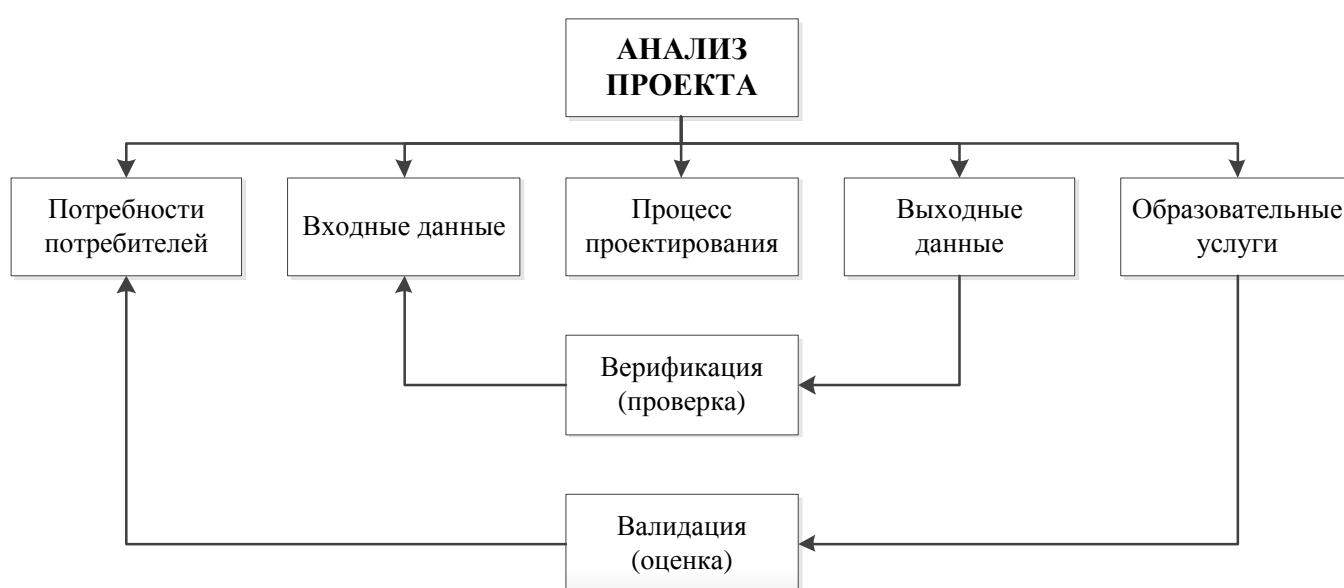 АНАЛИЗ
ПРОЕКТА
Потребности
потребителей
Входные данные
Процесс
проектирования
Выходные
данные
Образовательные
услуги
Верификация
(проверка)
Валидация
(оценка)